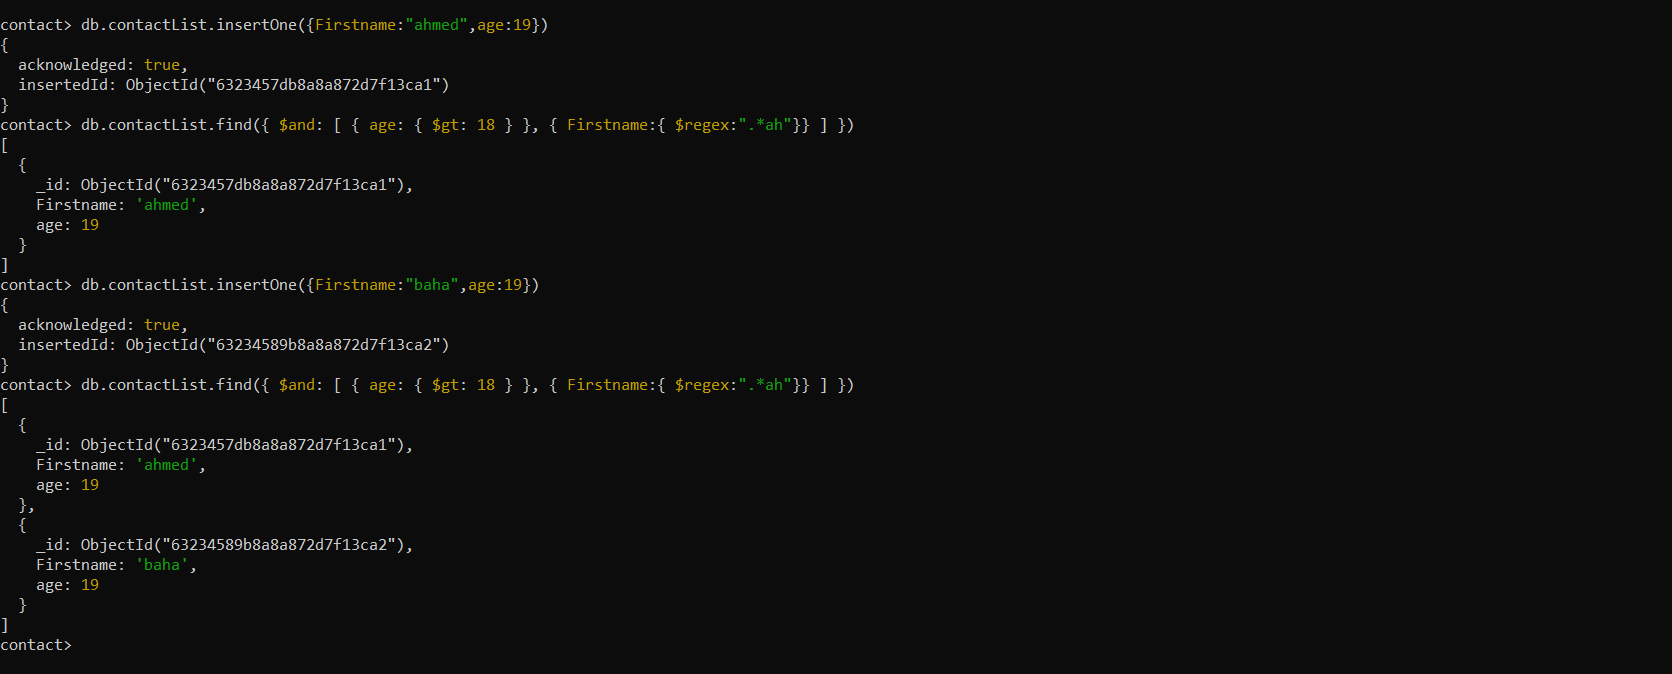 contact> db.contactList.insertOne({Firstname:"ahmed",age:19})
{
  acknowledged: true,
  insertedId: ObjectId("6323457db8a8a872d7f13ca1")
}
contact> db.contactList.find({ $and: [ { age: { $gt: 18 } }, { Firstname:{ $regex:".*ah"}} ] })
[
  {
    _id: ObjectId("6323457db8a8a872d7f13ca1"),
    Firstname: 'ahmed',
    age: 19
  }
]
contact> db.contactList.insertOne({Firstname:"baha",age:19})
{
  acknowledged: true,
  insertedId: ObjectId("63234589b8a8a872d7f13ca2")
}
contact> db.contactList.find({ $and: [ { age: { $gt: 18 } }, { Firstname:{ $regex:".*ah"}} ] })
[
  {
    _id: ObjectId("6323457db8a8a872d7f13ca1"),
    Firstname: 'ahmed',
    age: 19
  },
  {
    _id: ObjectId("63234589b8a8a872d7f13ca2"),
    Firstname: 'baha',
    age: 19
  }
]
contact>